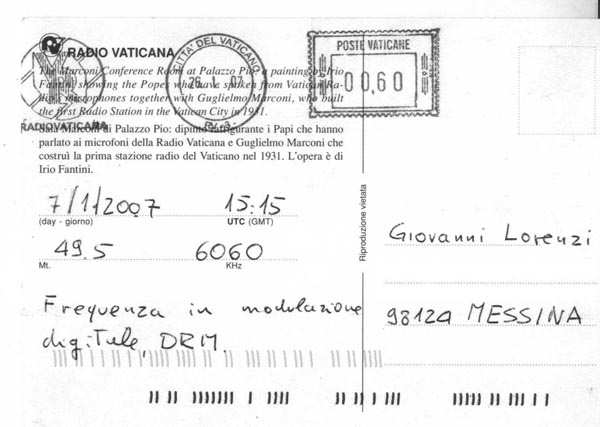 RADIO VATICANA
The Marconi Conference Room at Palazzo Pio: a painting by Irio
Fantini showing the Popes who have spoken from Vatican Ra-
dio's microphones together with Guglielmo Marconi, who built
the first Radio Station in the Vatican City in 1931.
Sala Marconi di Palazzo Pio: dipinto raffigurante i Papi che hanno
parlato ai microfoni della Radio Vaticana e Guglielmo Marconi che
costruì la prima stazione radio del Vaticano nel 1931. L'opera è di
Irio Fantini.
RADIOVATICANA
CITTA' DEL VATICANO
26. 1. 07
POSTE VATICANE
00,60
7/1/2007 15:15
(day - giorno) UTC (GMT)
49.5 6060
Mt. KHz
Frequenza in modulazione
digitale, DRM.
Riproduzione vietata
Giovanni Lorenzi
98129 MESSINA